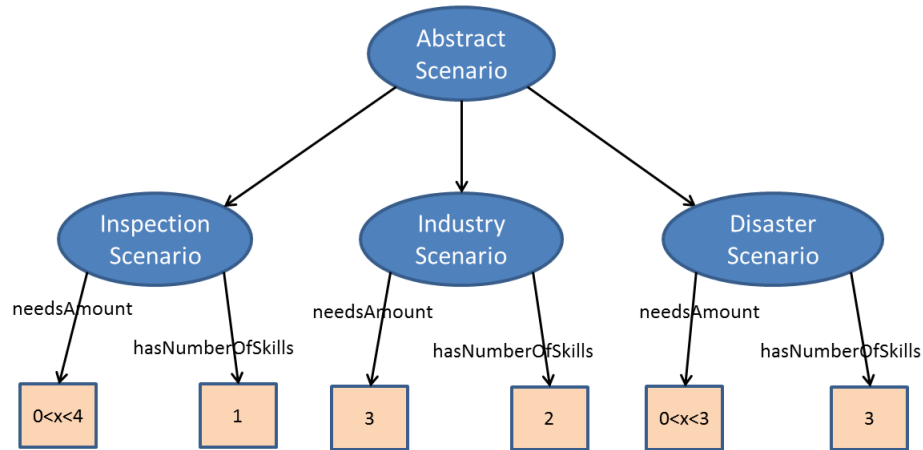 Abstract
Scenario
Inspection
Scenario
Industry
Scenario
Disaster
Scenario
needsAmount
hasNumberOfSkills
needsAmount
hasNumberOfSkills
needsAmount
hasNumberOfSkills
0<x<4
1
3
2
0<x<3
3